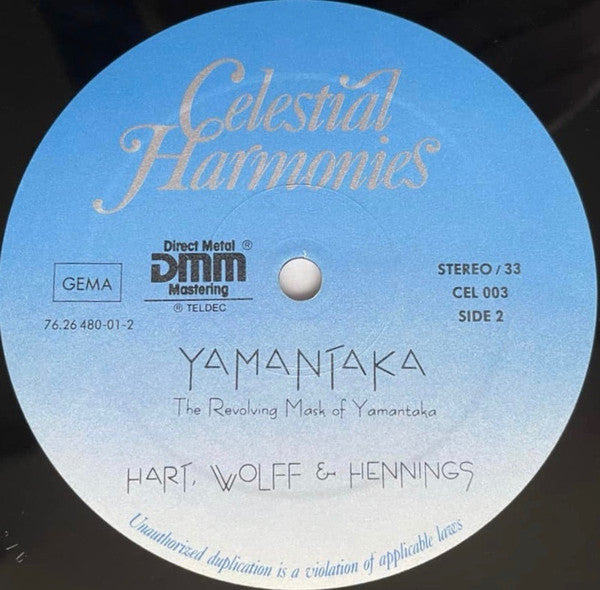 Celestial
Harmonies
Direct Metal ®
DMM
Mastering
℗ TELDEC
GEMA
76.26 480-01-2
STEREO / 33
CEL 003
SIDE 2
YAMANTAKA
The Revolving Mask of Yamantaka
HART, WOLFF & HENNINGS
Unauthorized duplication is a violation of applicable laws